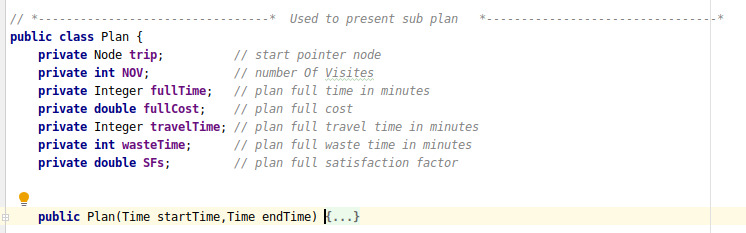 // *---------------------------------* Used to present sub plan *---------------------------------*
public class Plan {
private Node trip; // start pointer node
private int NOV; // number Of Visites
private Integer fullTime; // plan full time in minutes
private double fullCost; // plan full cost
private Integer travelTime; // plan full travel time in minutes
private int wasteTime; // plan full waste time in minutes
private double SFs; // plan full satisfaction factor
public Plan(Time startTime,Time endTime) {...}